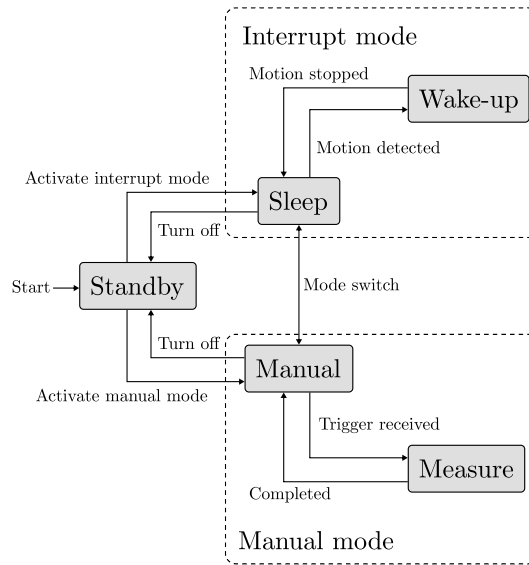 Interrupt mode
Motion stopped
Wake-up
Motion detected
Activate interrupt mode
Sleep
Turn off
Start
Standby
Mode switch
Turn off
Manual
Activate manual mode
Trigger received
Measure
Completed
Manual mode